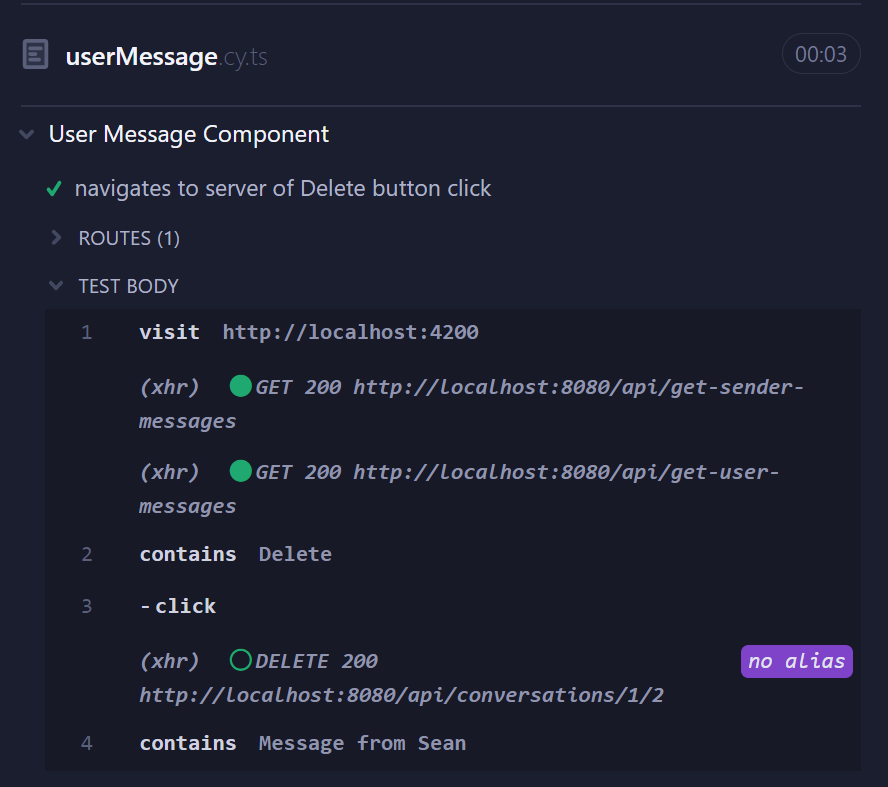 userMessage.cy.ts 00:03
User Message Component
navigates to server of Delete button click
ROUTES (1)
TEST BODY
1 visit http://localhost:4200
(xhr) GET 200 http://localhost:8080/api/get-sender-
messages
(xhr) GET 200 http://localhost:8080/api/get-user-
messages
2 contains Delete
3 -click
(xhr) DELETE 200 no alias
http://localhost:8080/api/conversations/1/2
4 contains Message from Sean